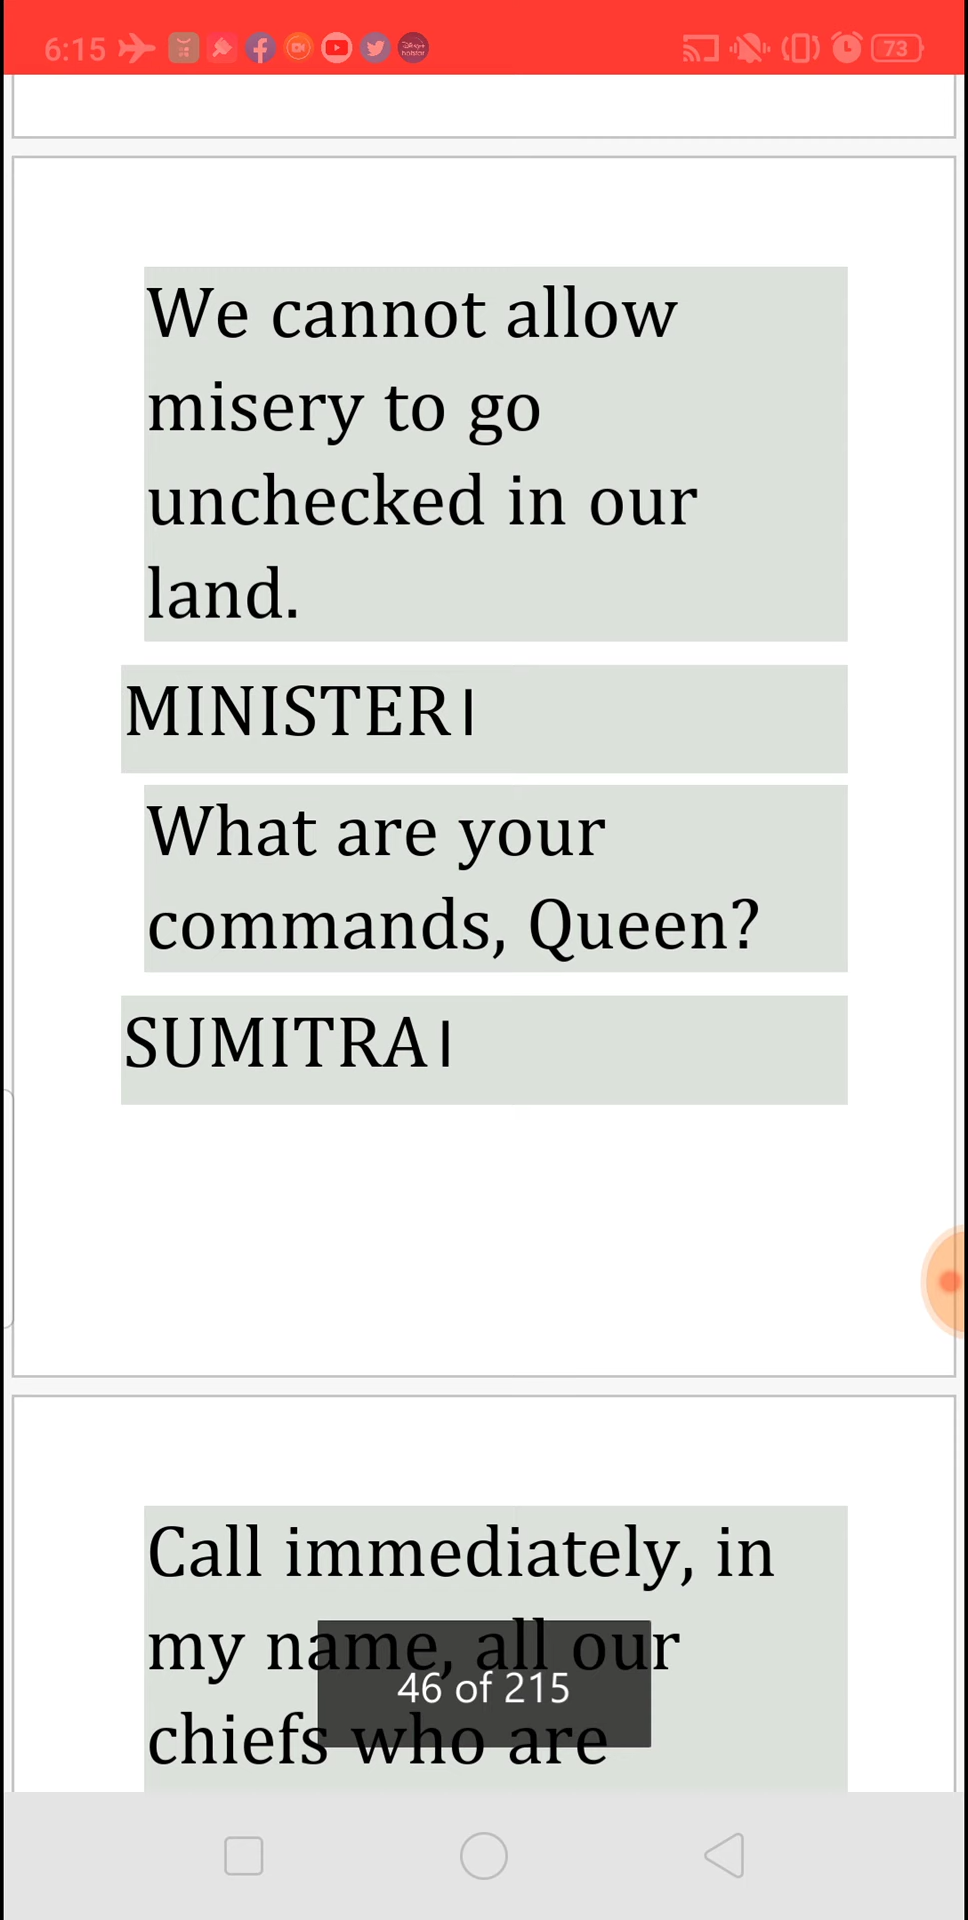 6:15
73
We cannot allow
misery to go
unchecked in our
land.
MINISTER।
What are your
commands, Queen?
SUMITRA।
Call immediately, in
my name, all our
46 of 215
chiefs who are